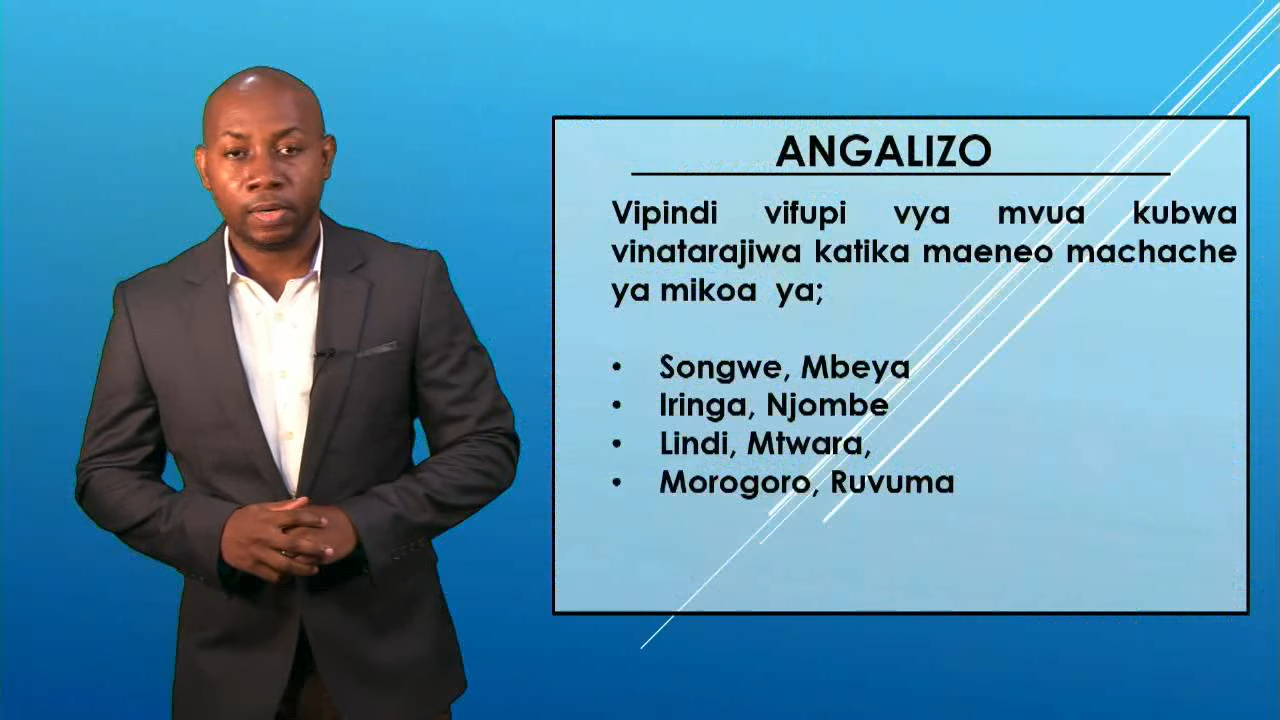 ANGALIZO
Vipindi vifupi vya mvua kubwa
vinatarajiwa katika maeneo machache
ya mikoa ya;
• Songwe, Mbeya
• Iringa, Njombe
• Lindi, Mtwara,
• Morogoro, Ruvuma